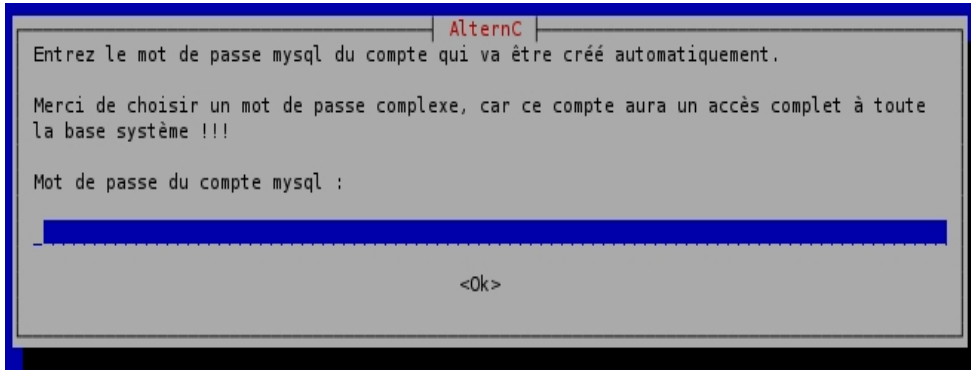 AlternC
Entrez le mot de passe mysql du compte qui va être créé automatiquement.
Merci de choisir un mot de passe complexe, car ce compte aura un accès complet à toute
la base système !!!
Mot de passe du compte mysql :
<Ok>